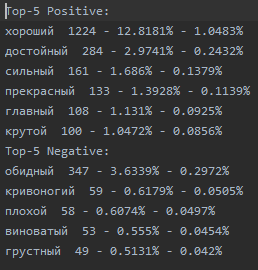 Top-5 Positive:
хороший  1224 - 12.8181% - 1.0483%
достойный  284 - 2.9741% - 0.2432%
сильный  161 - 1.686% - 0.1379%
прекрасный  133 - 1.3928% - 0.1139%
главный  108 - 1.131% - 0.0925%
крутой  100 - 1.0472% - 0.0856%
Top-5 Negative:
обидный  347 - 3.6339% - 0.2972%
кривоногий  59 - 0.6179% - 0.0505%
плохой  58 - 0.6074% - 0.0497%
виноватый  53 - 0.555% - 0.0454%
грустный  49 - 0.5131% - 0.042%